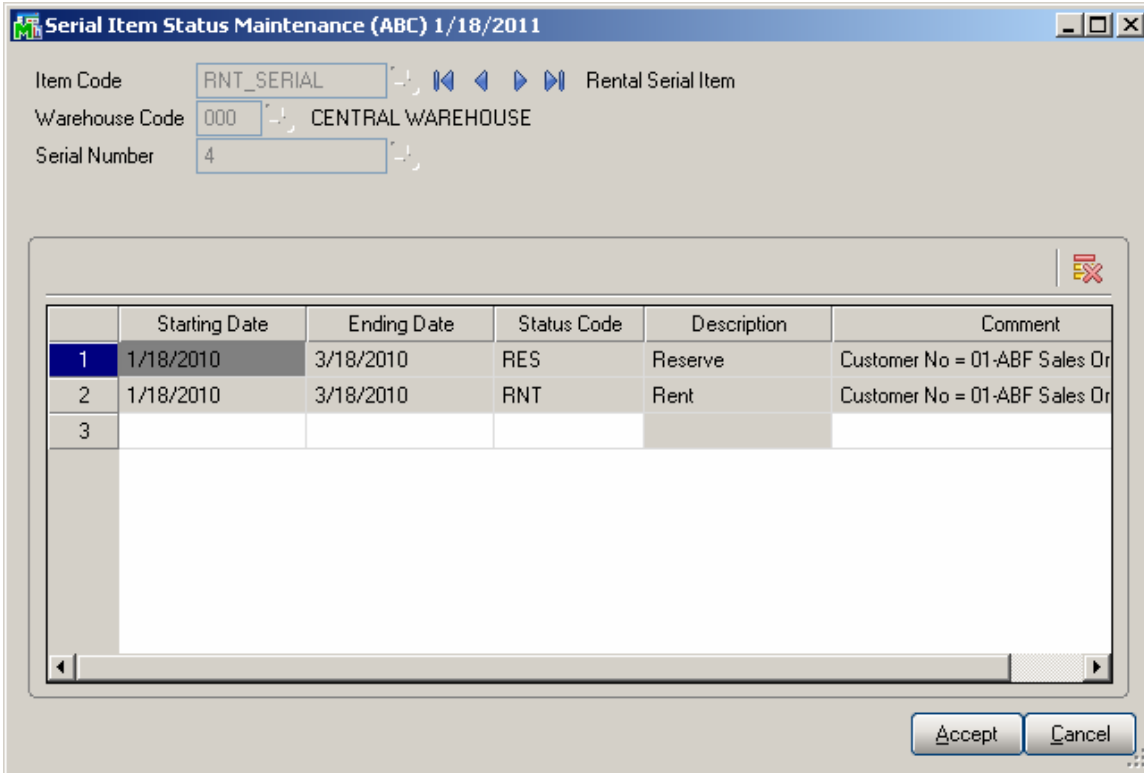 Serial Item Status Maintenance (ABC) 1/18/2011
Item Code RNT_SERIAL Rental Serial Item
Warehouse Code 000 CENTRAL WAREHOUSE
Serial Number 4
Starting Date Ending Date Status Code Description Comment
1 1/18/2010 3/18/2010 RES Reserve Customer No = 01-ABF Sales Or
2 1/18/2010 3/18/2010 RNT Rent Customer No = 01-ABF Sales Or
3
Accept Cancel